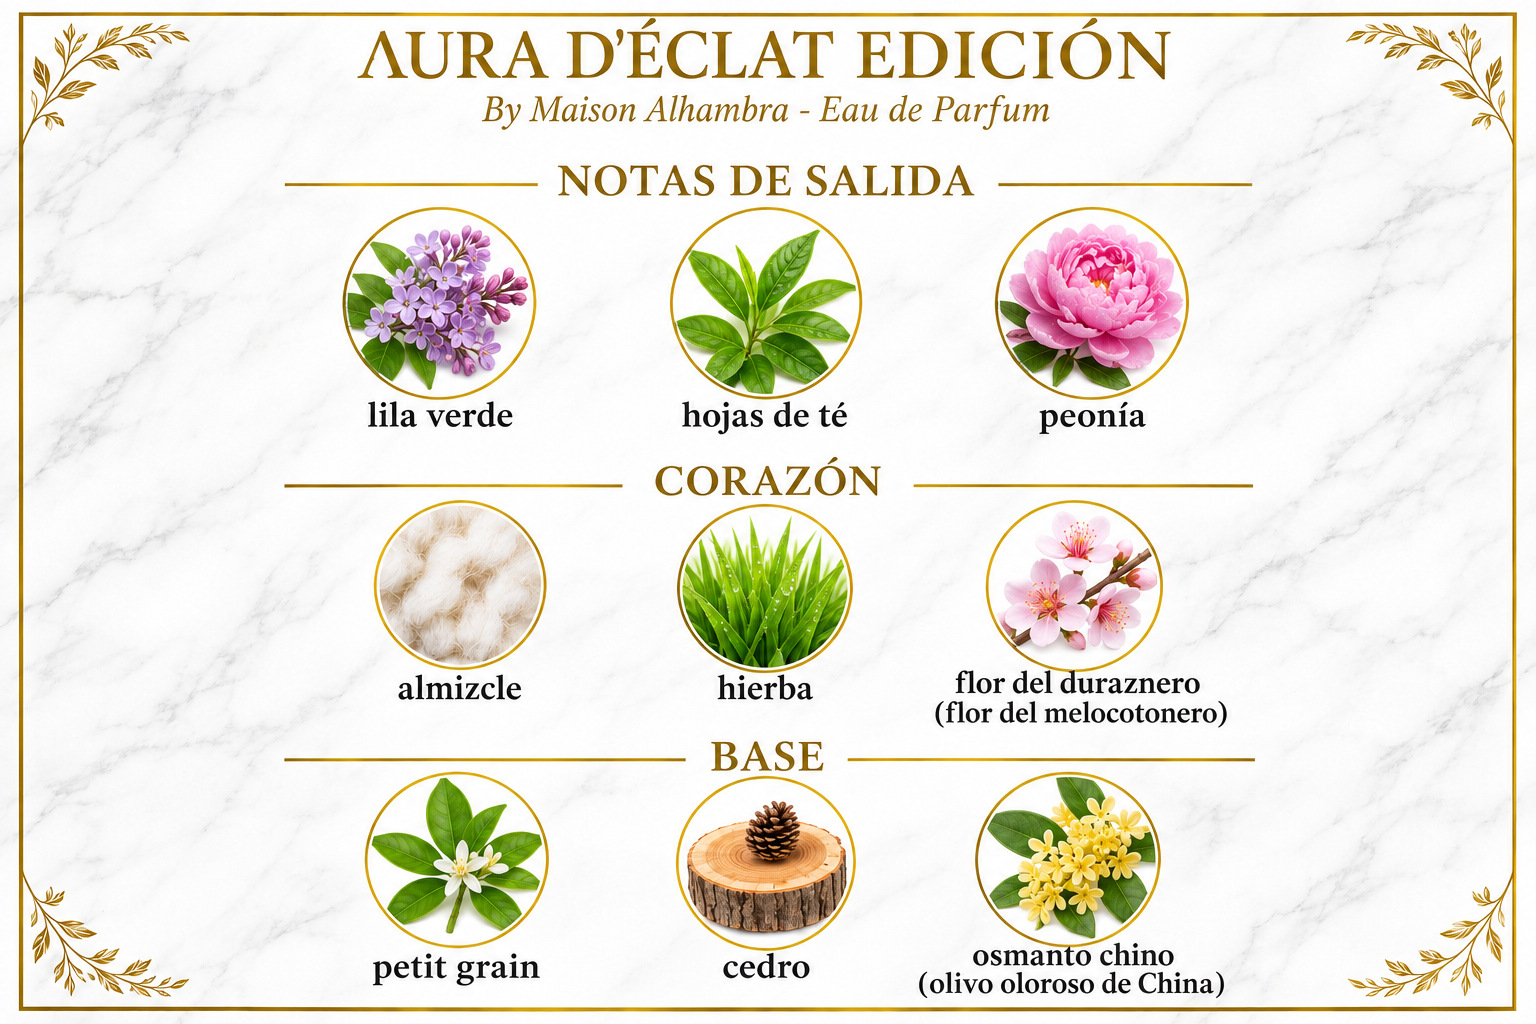 AURA D'ÉCLAT EDICIÓN
By Maison Alhambra - Eau de Parfum
NOTAS DE SALIDA
lila verde
hojas de té
peonía
CORAZÓN
almizcle
hierba
flor del duraznero
(flor del melocotonero)
BASE
petit grain
cedro
osmanto chino
(olivo oloroso de China)